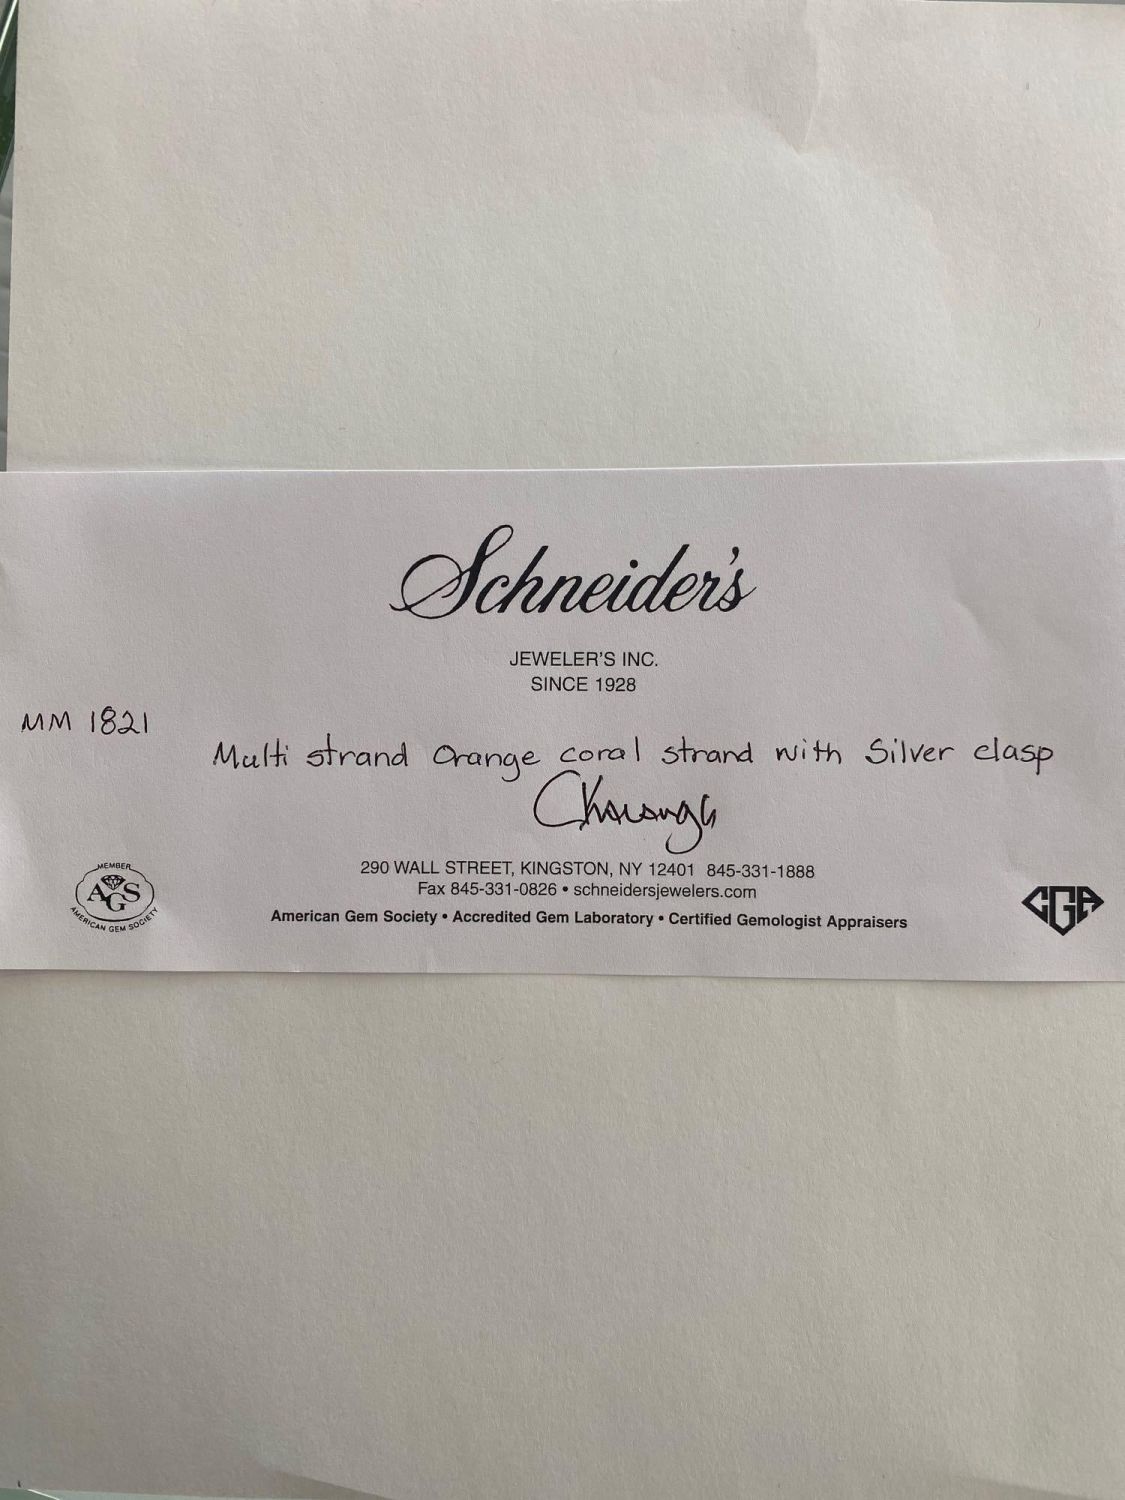 Schneider's
JEWELER'S INC.
SINCE 1928
MM 1821
Multi strand Orange coral strand with Silver clasp
290 WALL STREET, KINGSTON, NY 12401 845-331-1888
Fax 845-331-0826 • schneidersjewelers.com
American Gem Society • Accredited Gem Laboratory • Certified Gemologist Appraisers
MEMBER
AGS
AMERICAN GEM SOCIETY
CGA